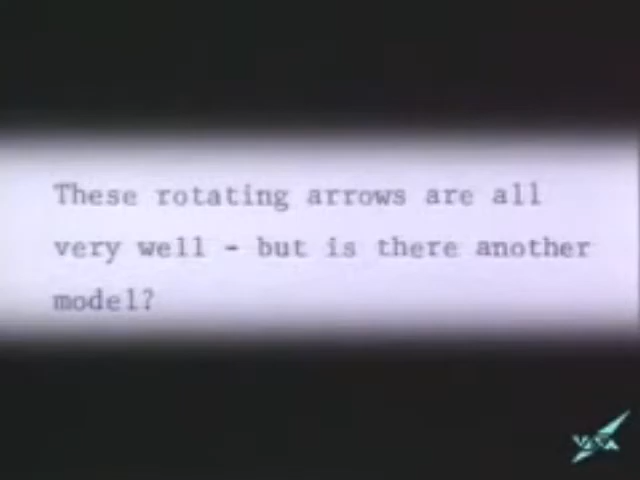 These rotating arrows are all
very well - but is there another
model?